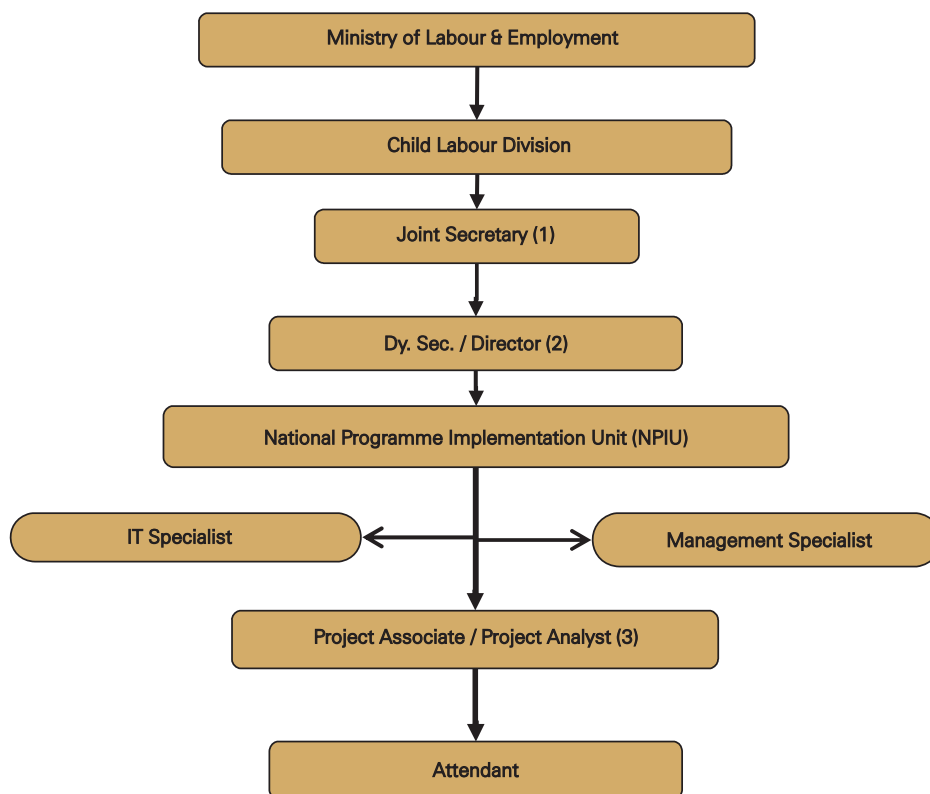 Ministry of Labour & Employment
Child Labour Division
Joint Secretary (1)
Dy. Sec. / Director (2)
National Programme Implementation Unit (NPIU)
IT Specialist
Management Specialist
Project Associate / Project Analyst (3)
Attendant